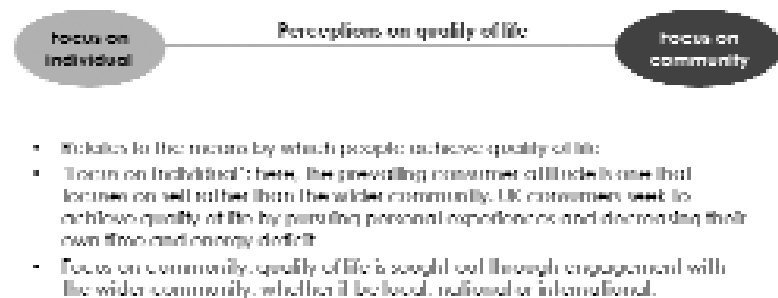 Focus on
individual
Perceptions on quality of life
Focus on
community
• Relates to the means by which people achieve quality of life
• 'Focus on individual': here, the prevailing consumer attitude is one that
focuses on self rather than the wider community. UK consumers seek to
achieve quality of life by pursuing personal experiences and decreasing their
own time and energy deficit
• Focus on community: quality of life is sought out through engagement with
the wider community, whether it be local, national or international.